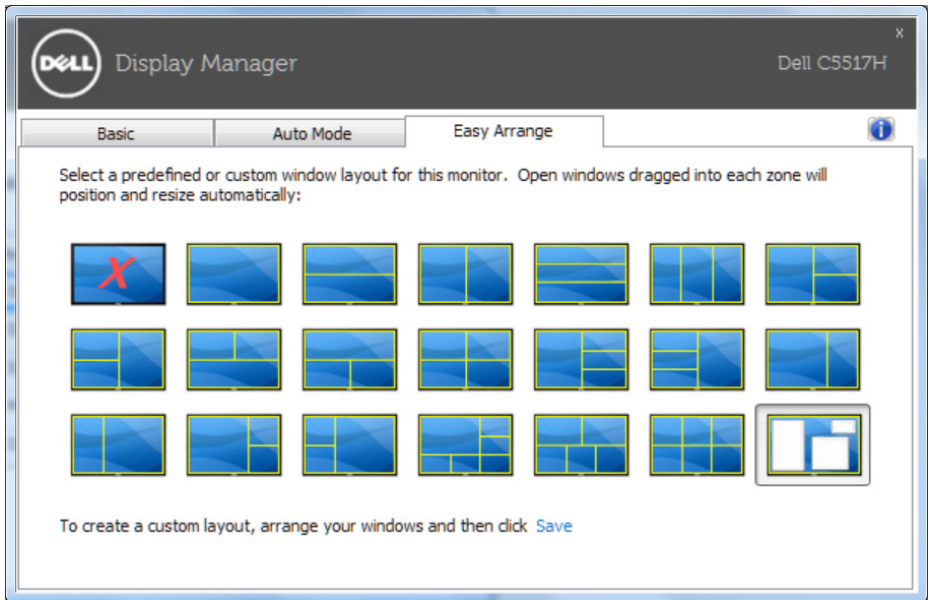 x
DELL Display Manager
Dell C5517H
Basic
Auto Mode
Easy Arrange
i
Select a predefined or custom window layout for this monitor.  Open windows dragged into each zone will
position and resize automatically:
X
To create a custom layout, arrange your windows and then click Save